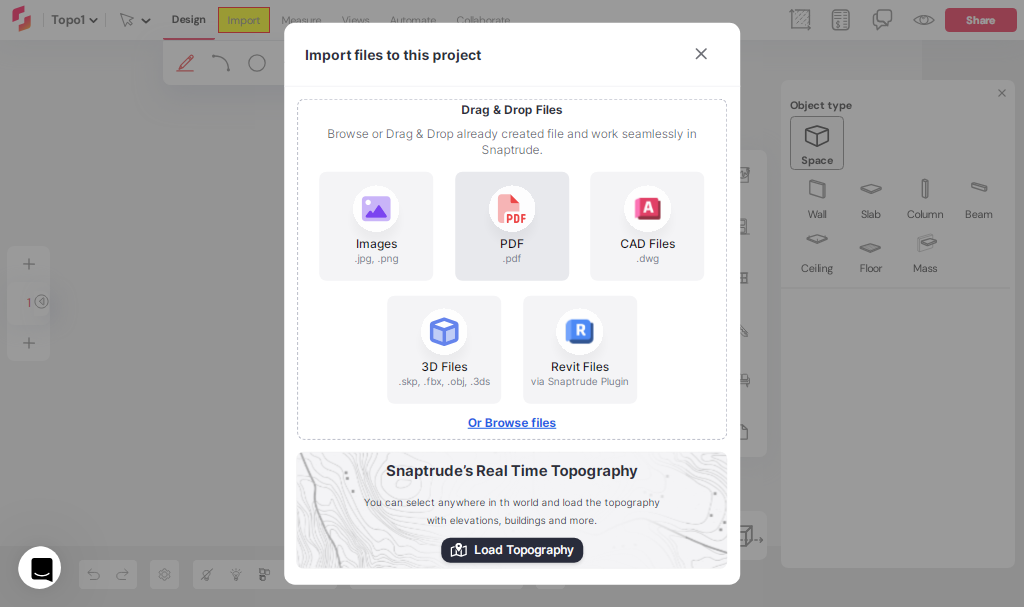 Topo1
Design
Import
Measure
Views
Automate
Collaborate
Share
Import files to this project
Drag & Drop Files
Browse or Drag & Drop already created file and work seamlessly in
Snaptrude.
Images
.jpg, .png
PDF
PDF
.pdf
A
CAD Files
.dwg
3D Files
.skp, .fbx, .obj, .3ds
R
Revit Files
via Snaptrude Plugin
Or Browse files
Snaptrude's Real Time Topography
You can select anywhere in th world and load the topography
with elevations, buildings and more.
Load Topography
Object type
Space
Wall
Slab
Column
Beam
Ceiling
Floor
Mass
1